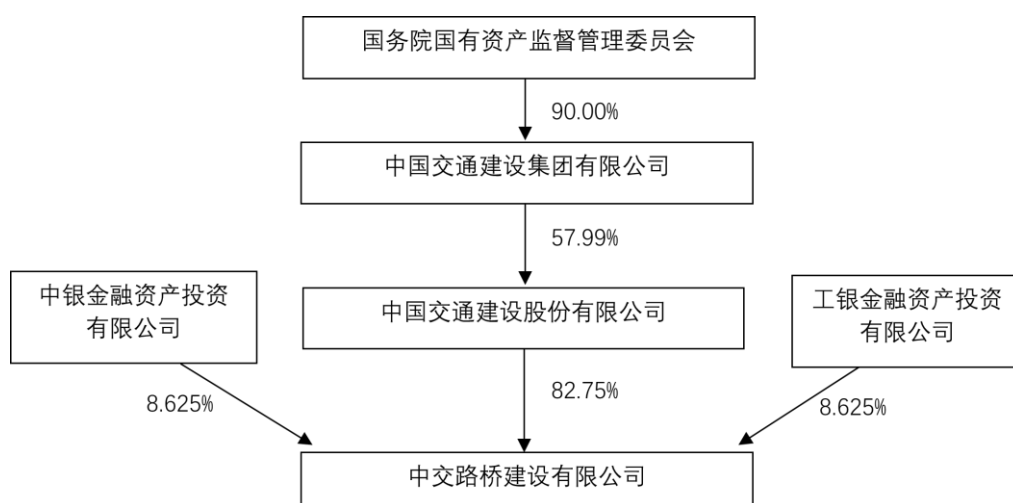 国务院国有资产监督管理委员会
90.00%
中国交通建设集团有限公司
57.99%
中银金融资产投资
有限公司
中国交通建设股份有限公司
工银金融资产投资
有限公司
8.625%
82.75%
8.625%
中交路桥建设有限公司